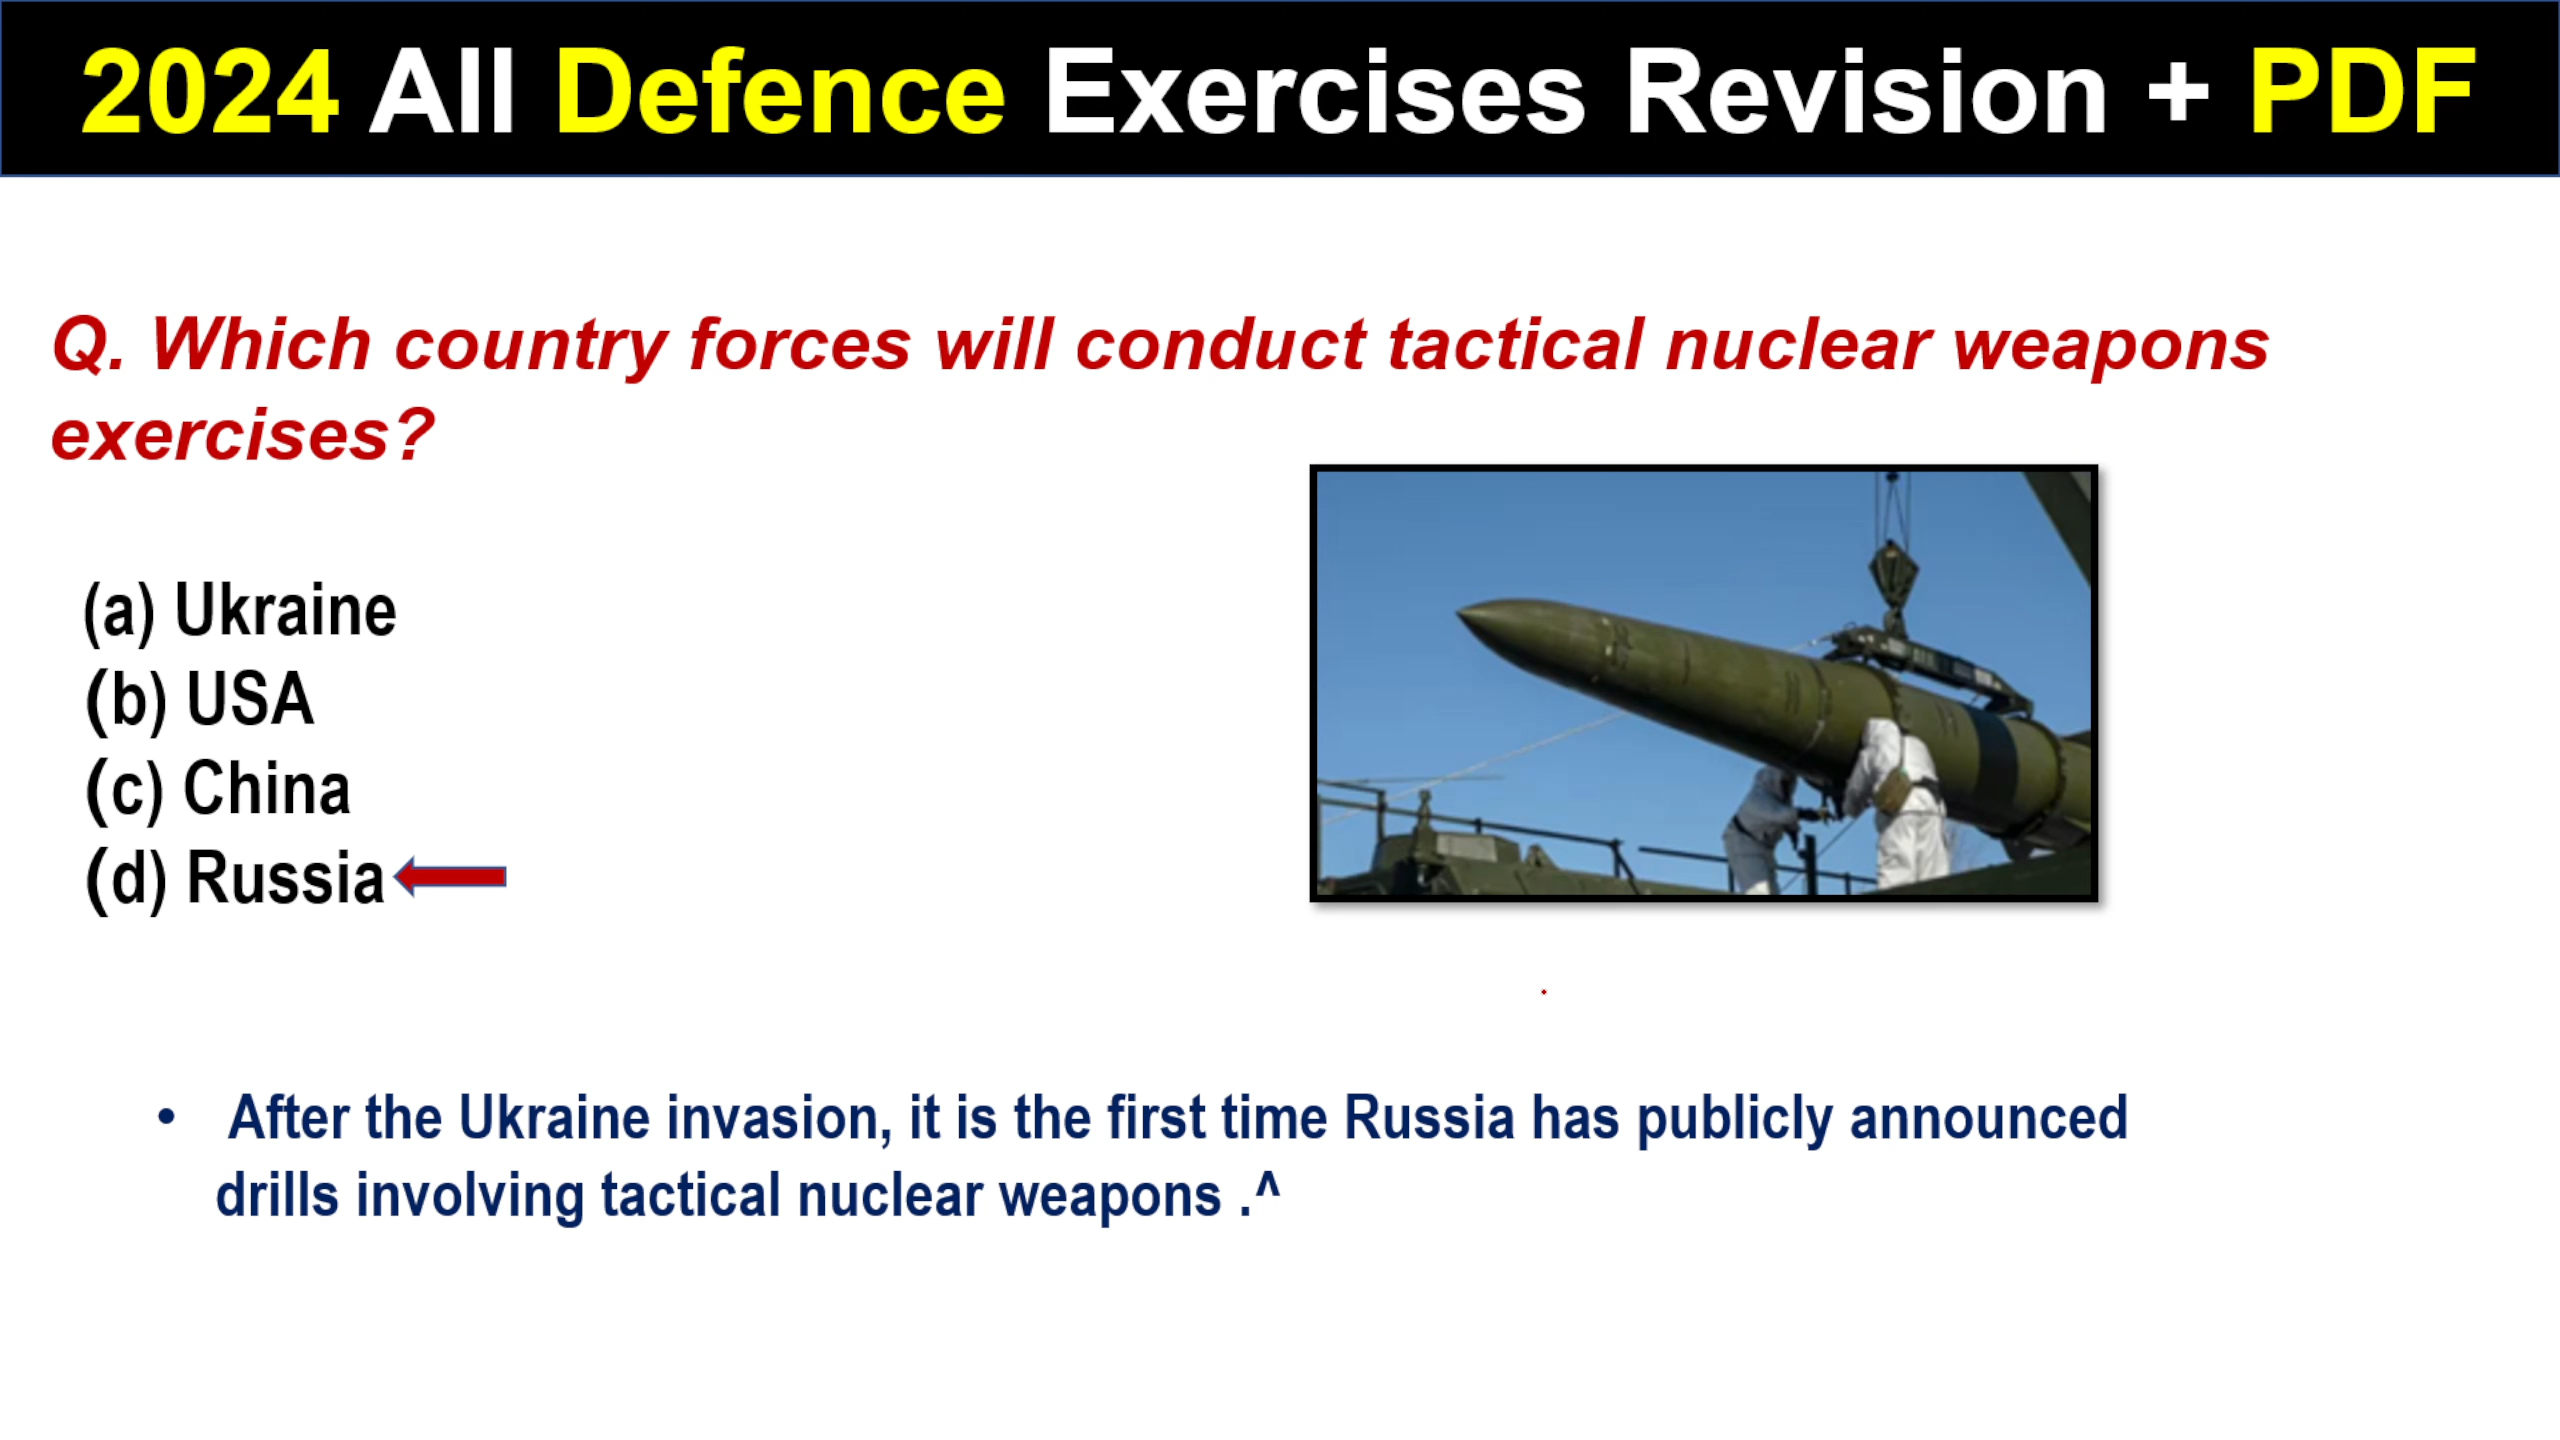 2024 All Defence Exercises Revision + PDF
Q. Which country forces will conduct tactical nuclear weapons
exercises?
(a) Ukraine
(b) USA
(c) China
(d) Russia
• After the Ukraine invasion, it is the first time Russia has publicly announced
drills involving tactical nuclear weapons .^